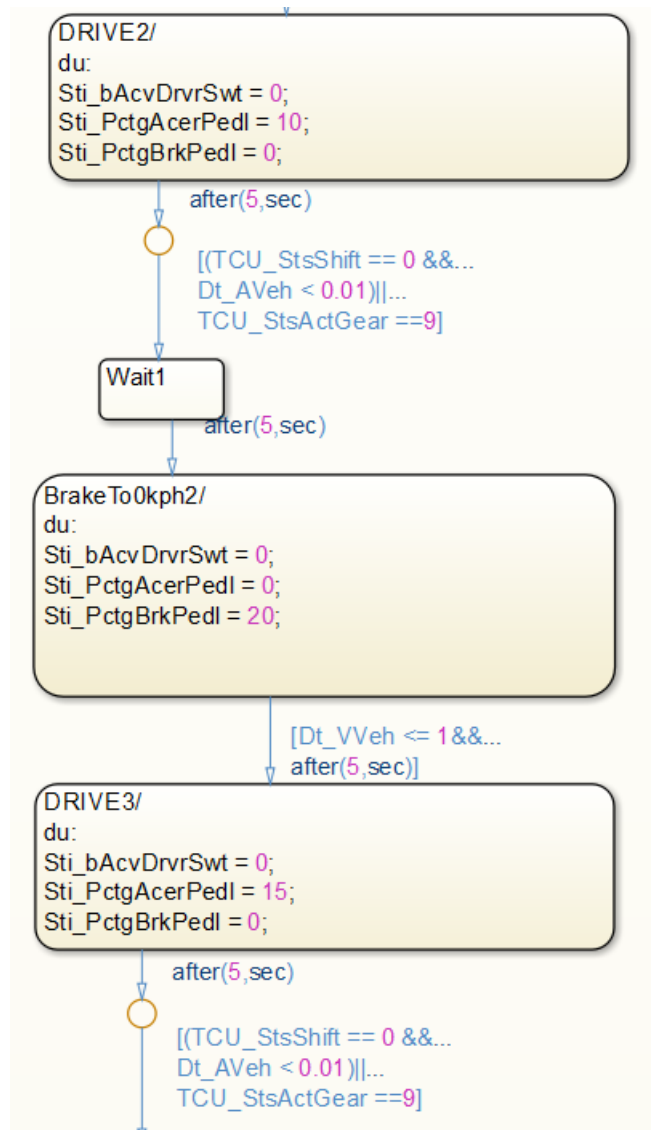 DRIVE2/
du:
Sti_bAcvDrvrSwt = 0;
Sti_PctgAcerPedl = 10;
Sti_PctgBrkPedl = 0;
after(5,sec)
[(TCU_StsShift == 0 &&...
Dt_AVeh < 0.01)||...
TCU_StsActGear ==9]
Wait1
after(5,sec)
BrakeTo0kph2/
du:
Sti_bAcvDrvrSwt = 0;
Sti_PctgAcerPedl = 0;
Sti_PctgBrkPedl = 20;
[Dt_VVeh <= 1&&...
after(5,sec)]
DRIVE3/
du:
Sti_bAcvDrvrSwt = 0;
Sti_PctgAcerPedl = 15;
Sti_PctgBrkPedl = 0;
after(5,sec)
[(TCU_StsShift == 0 &&...
Dt_AVeh < 0.01)||...
TCU_StsActGear ==9]